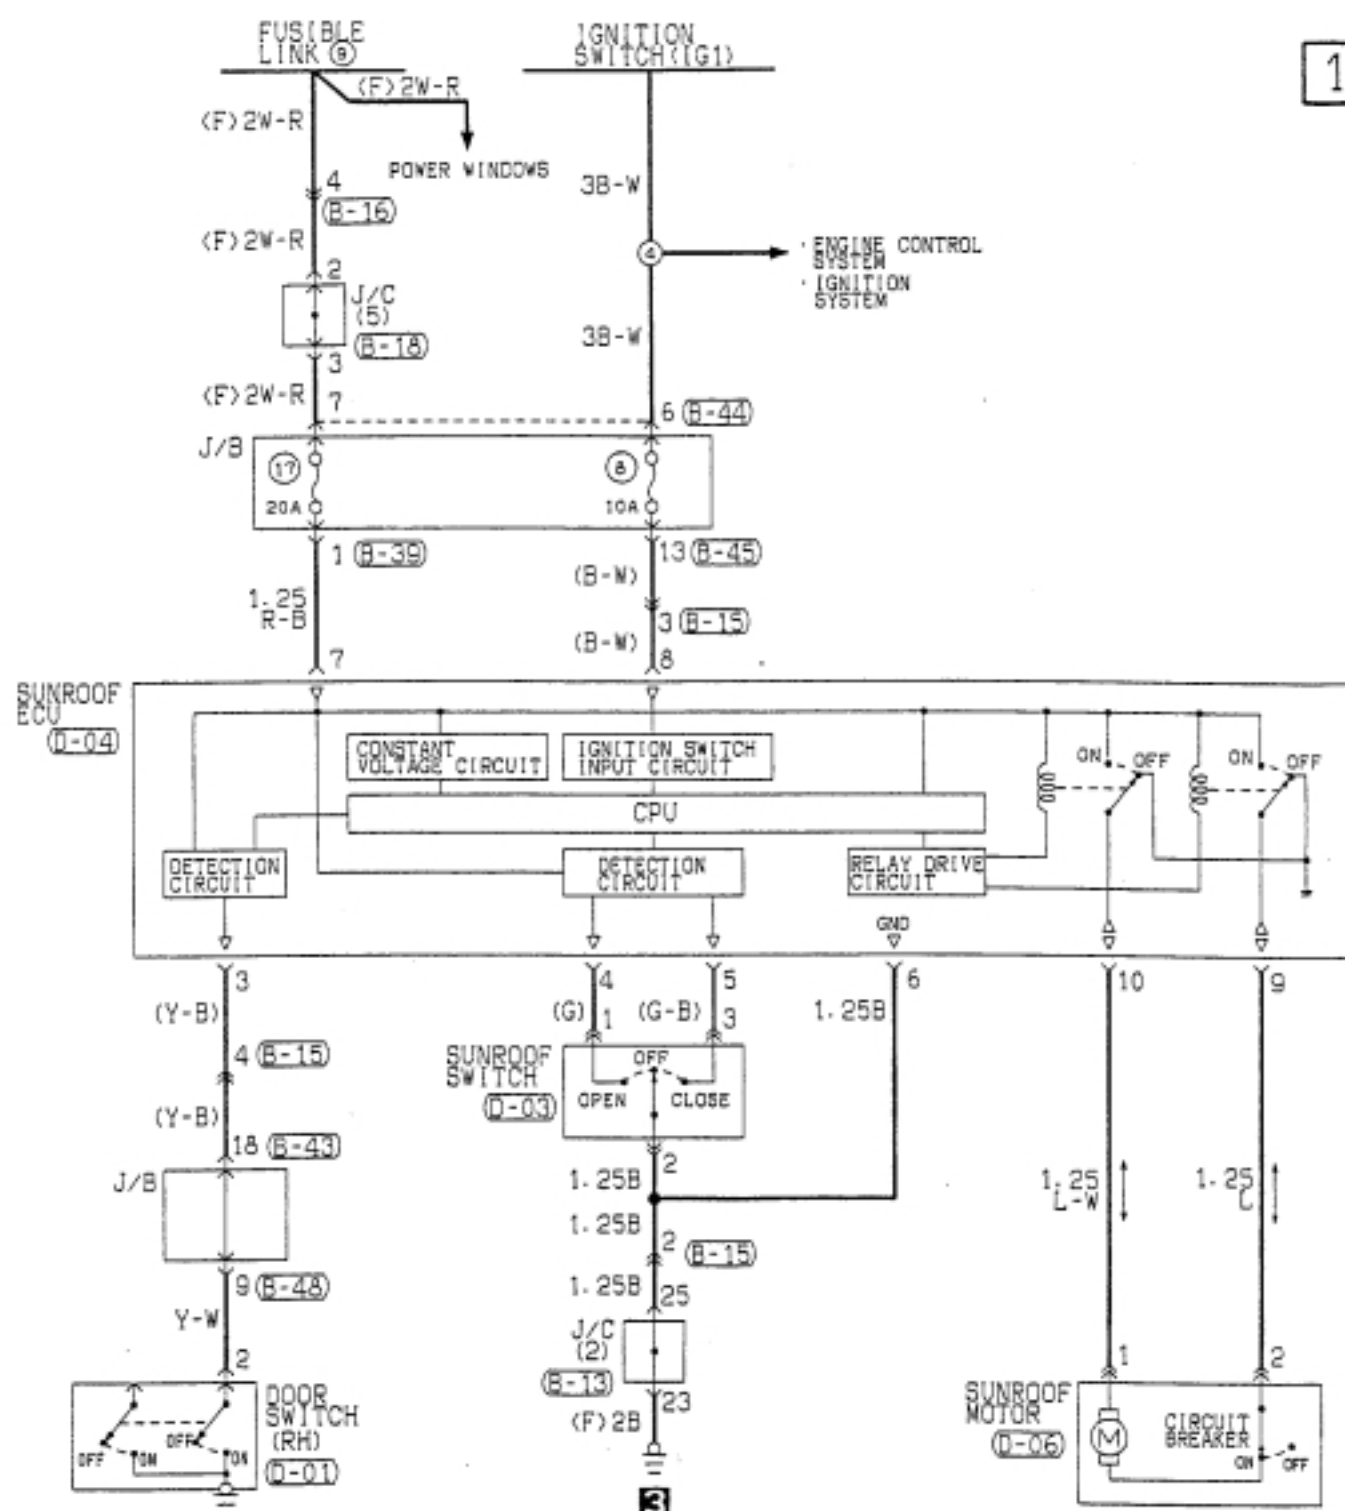 FUSIBLE
LINK ⑨
IGNITION
SWITCH(IG1)
1
(F)2W-R
(F)2W-R
POWER WINDOWS
4
(B-16)
3B-W
(F)2W-R
④
· ENGINE CONTROL
SYSTEM
· IGNITION
SYSTEM
2
J/C
(5)
(B-18)
3B-W
3
(F)2W-R
7
6 (B-44)
J/B
⑰
⑧
20A
10A
1 (B-39)
13 (B-45)
(B-W)
1.25
R-B
3 (B-15)
(B-W)
7
8
SUNROOF
ECU
(D-04)
CONSTANT
VOLTAGE CIRCUIT
IGNITION SWITCH
INPUT CIRCUIT
ON
OFF
ON
OFF
CPU
DETECTION
CIRCUIT
DETECTION
CIRCUIT
RELAY DRIVE
CIRCUIT
GND
3
4
5
6
10
9
(Y-B)
(G)
1
(G-B)
3
1.25B
4 (B-15)
SUNROOF
SWITCH
(D-03)
OFF
OPEN
CLOSE
(Y-B)
18 (B-43)
2
J/B
1.25B
1.25
L-W
1.25
L
1.25B
2
(B-15)
9 (B-48)
1.25B
25
Y-W
J/C
(2)
(B-13)
2
1
2
DOOR
SWITCH
(RH)
(D-01)
23
(F)2B
SUNROOF
MOTOR
(D-06)
M
CIRCUIT
BREAKER
OFF
ON
OFF
ON
ON
OFF
3